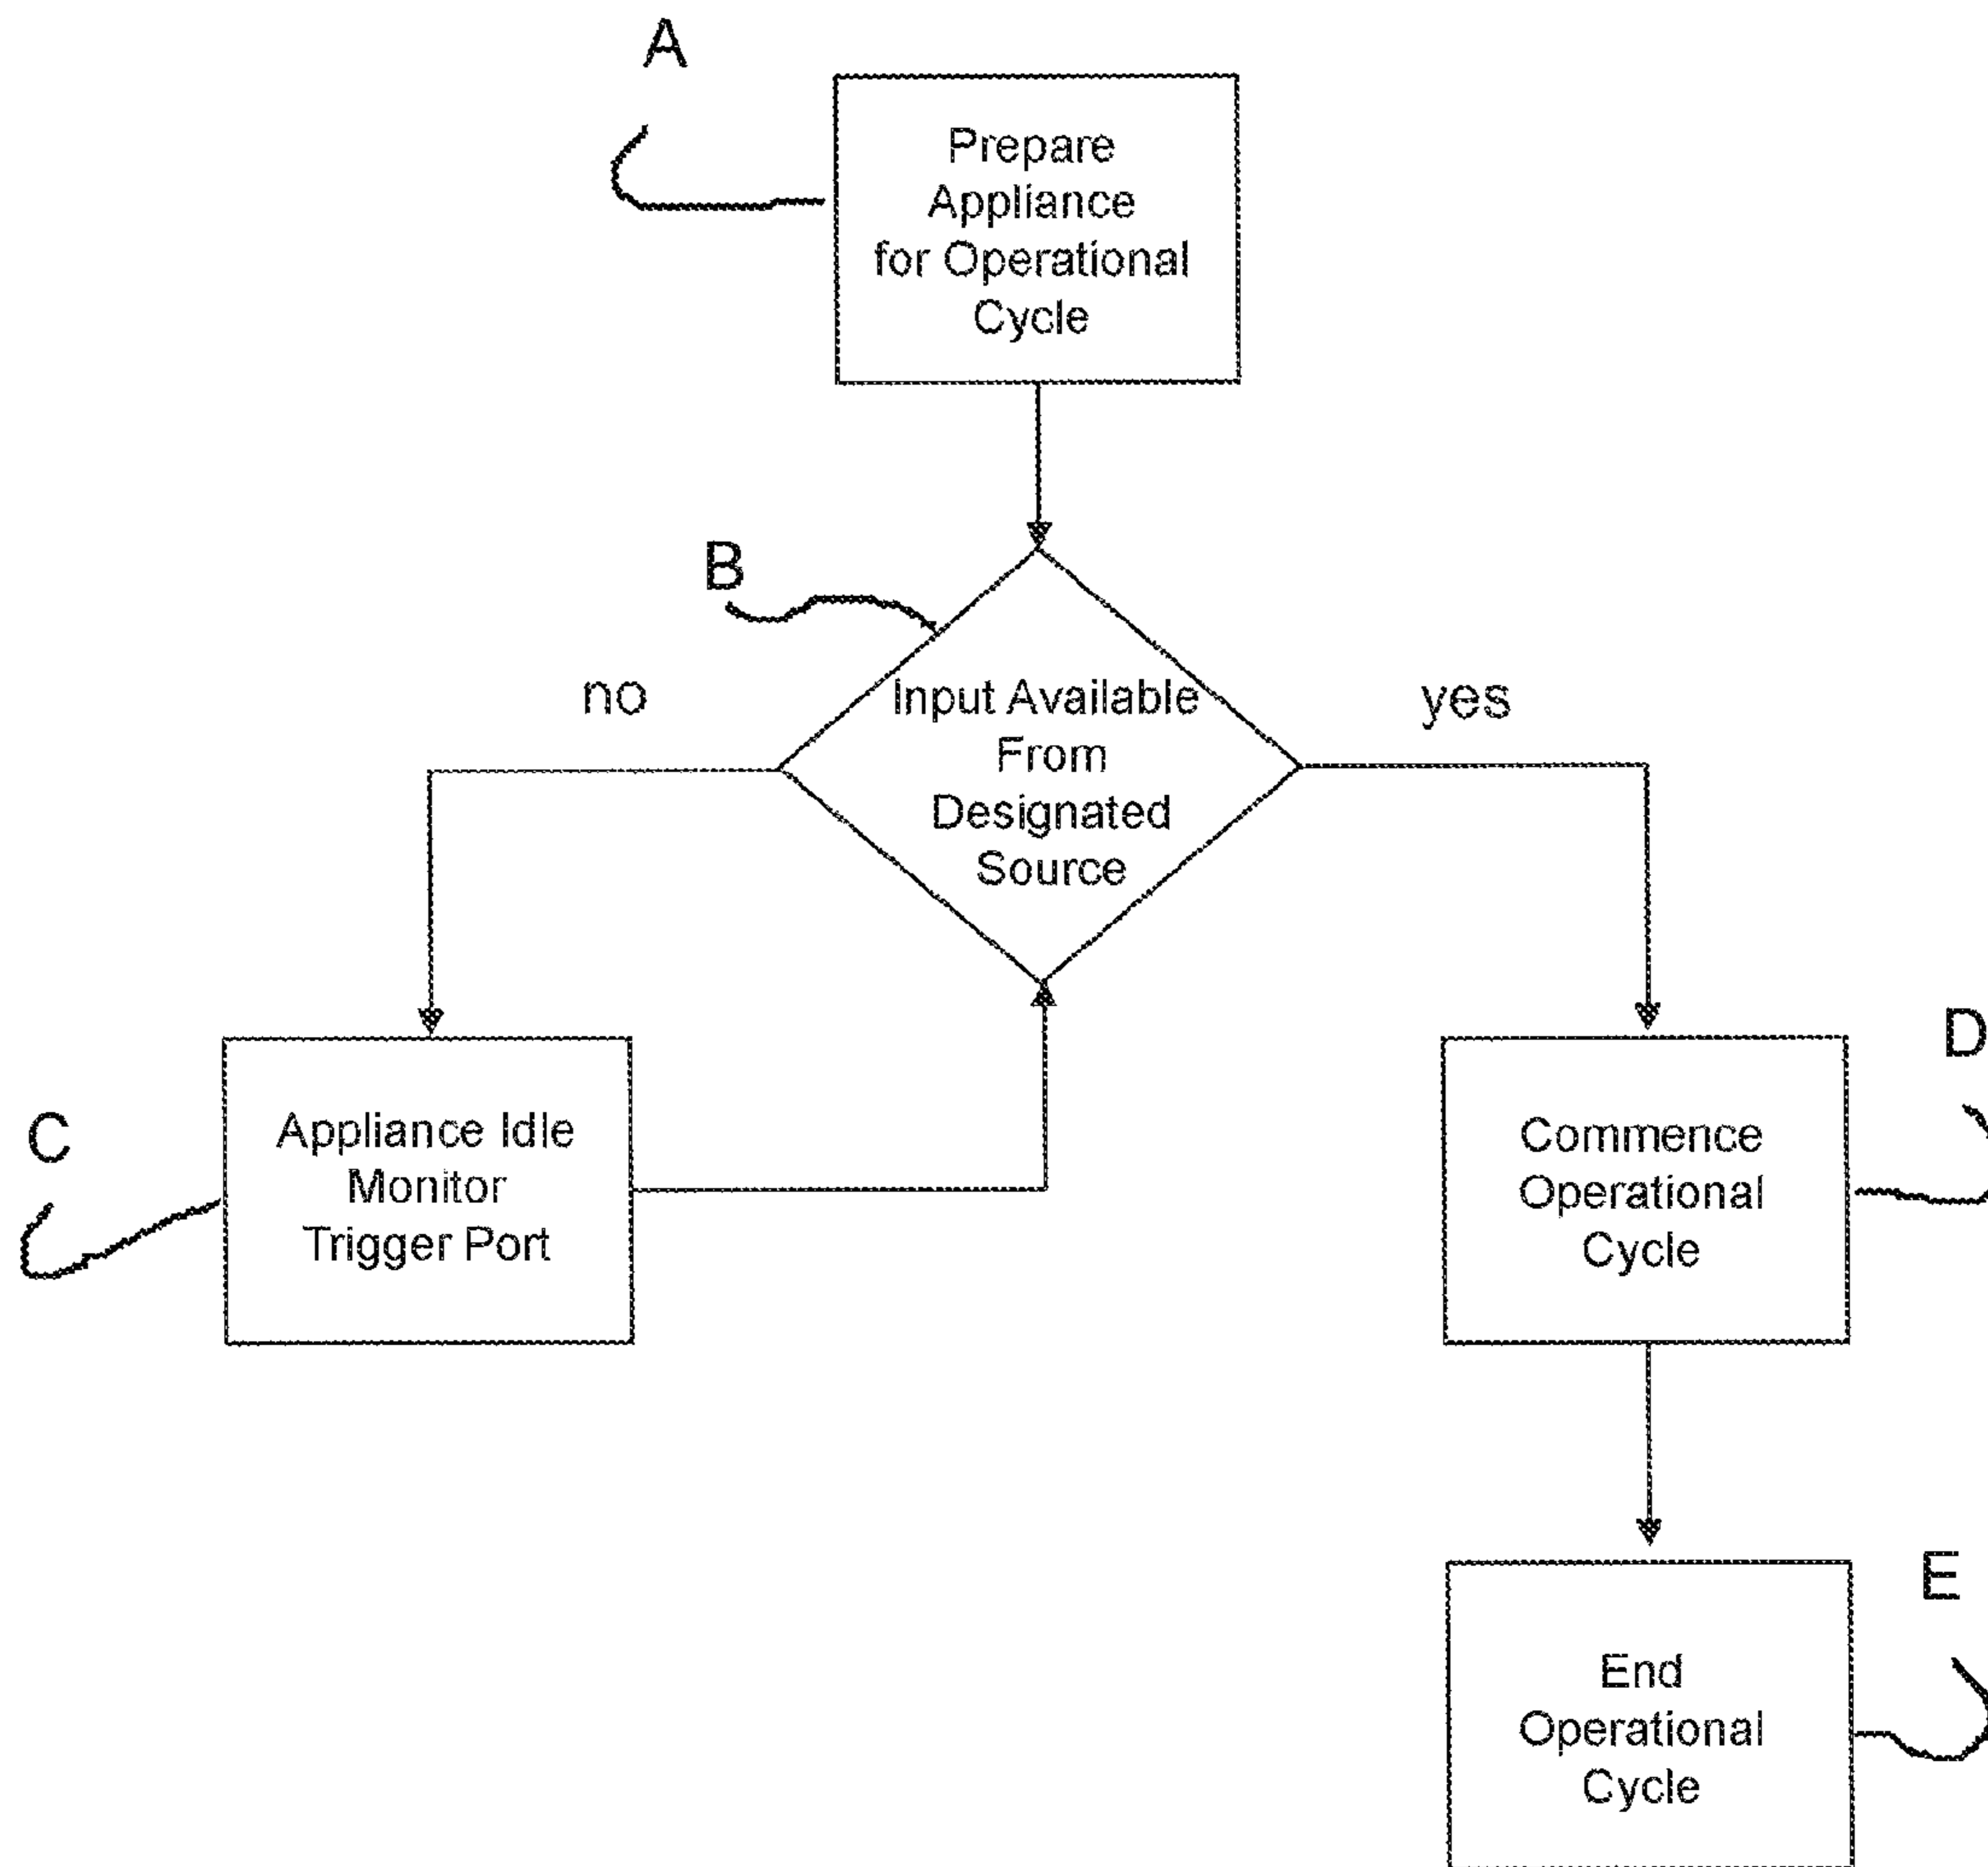 A
Prepare
Appliance
for Operational
Cycle
B
no
yes
Input Available
From
Designated
Source
C
Appliance Idle
Monitor
Trigger Port
D
Commence
Operational
Cycle
E
End
Operational
Cycle